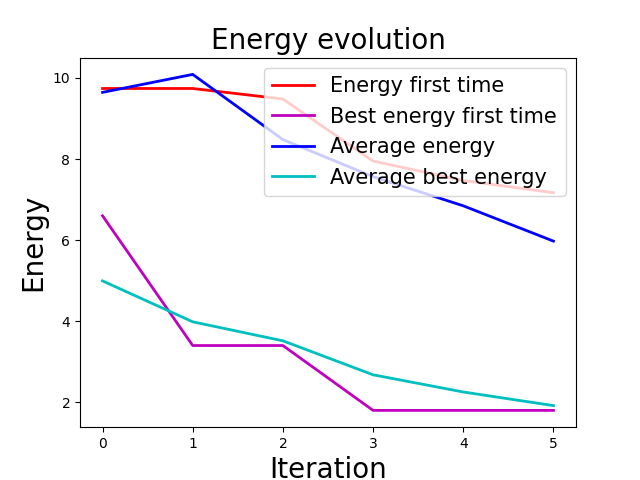 Energy evolution
Energy first time
Best energy first time
Average energy
Average best energy
10
8
6
4
2
Energy
0 1 2 3 4 5
Iteration